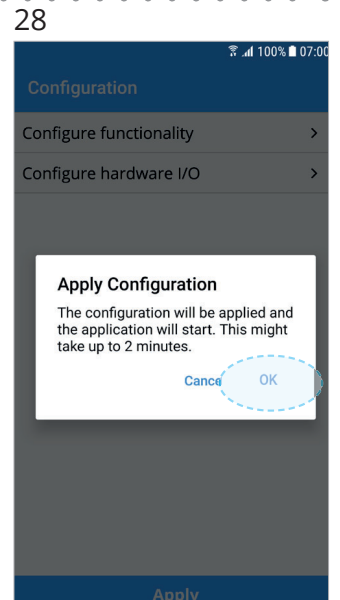 28
100% 07:00
Configuration
Configure functionality
Configure hardware I/O
Apply Configuration
The configuration will be applied and
the application will start. This might
take up to 2 minutes.
Cance OK
Apply